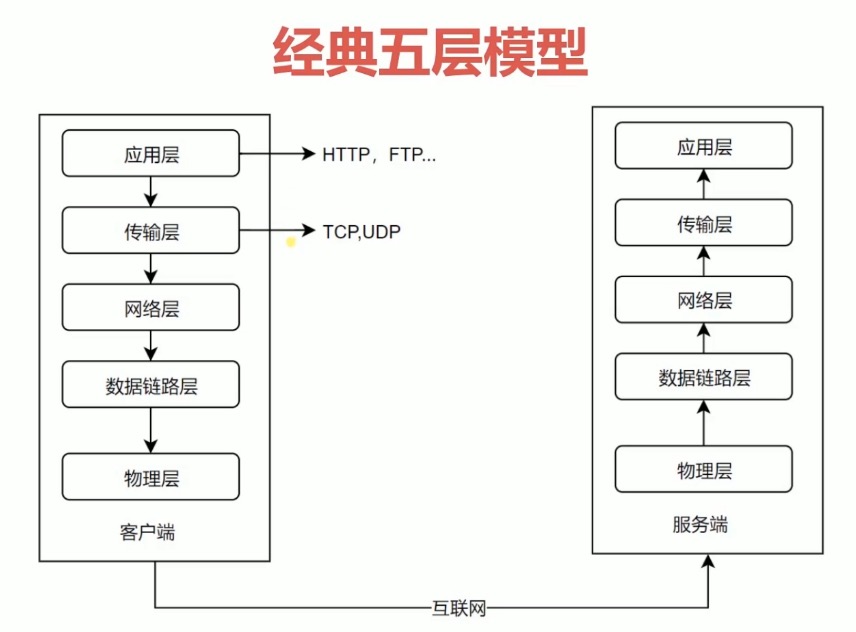 经典五层模型
应用层
HTTP，FTP...
传输层
TCP,UDP
网络层
数据链路层
物理层
客户端
应用层
传输层
网络层
数据链路层
物理层
服务端
互联网